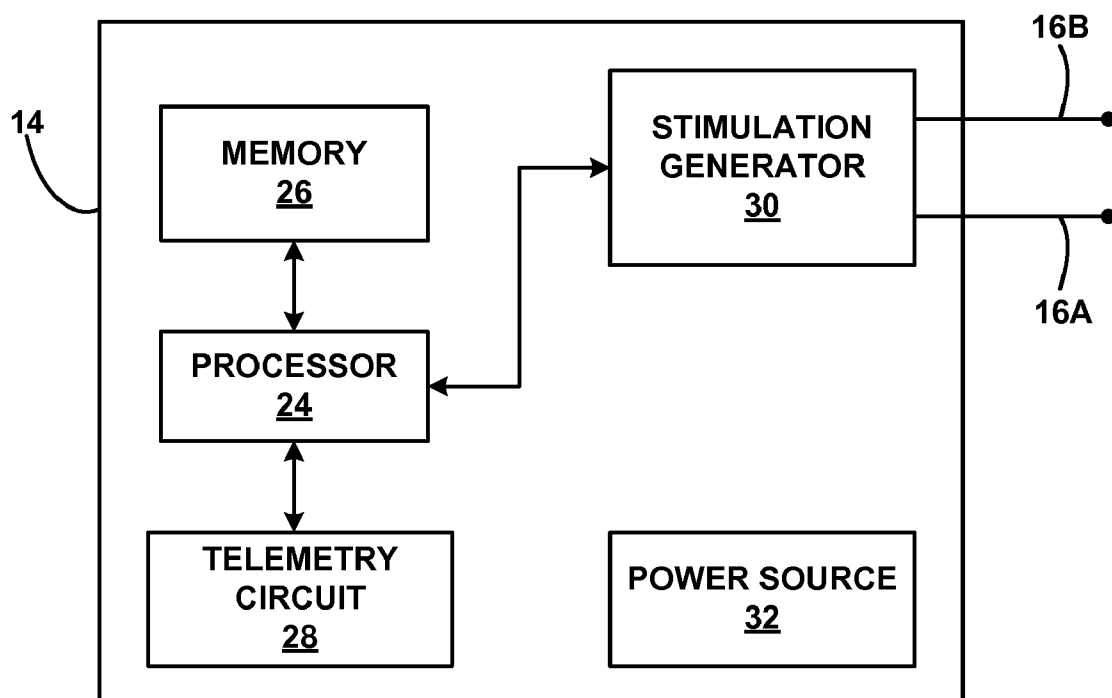 16B
14
MEMORY
26
STIMULATION
GENERATOR
30
16A
PROCESSOR
24
TELEMETRY
CIRCUIT
28
POWER SOURCE
32